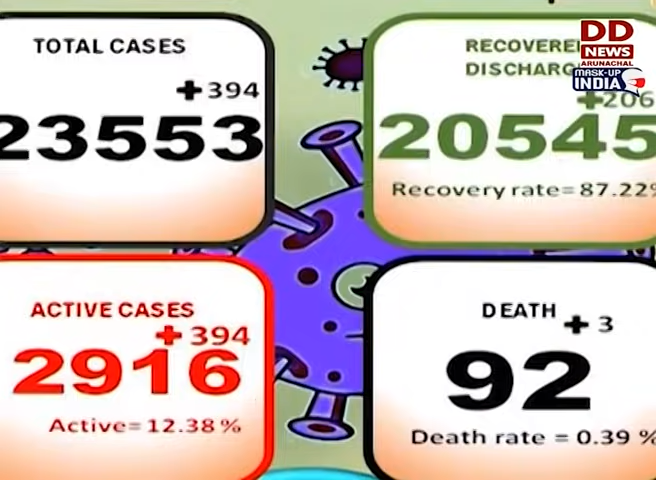 TOTAL CASES
+394
23553
RECOVERE
DISCHARG
+206
20545
Recovery rate= 87.22%
DD
NEWS
ARUNACHAL
MASK-UP
INDIA
ACTIVE CASES
+394
2916
Active= 12.38 %
DEATH
+ 3
92
Death rate = 0.39 %